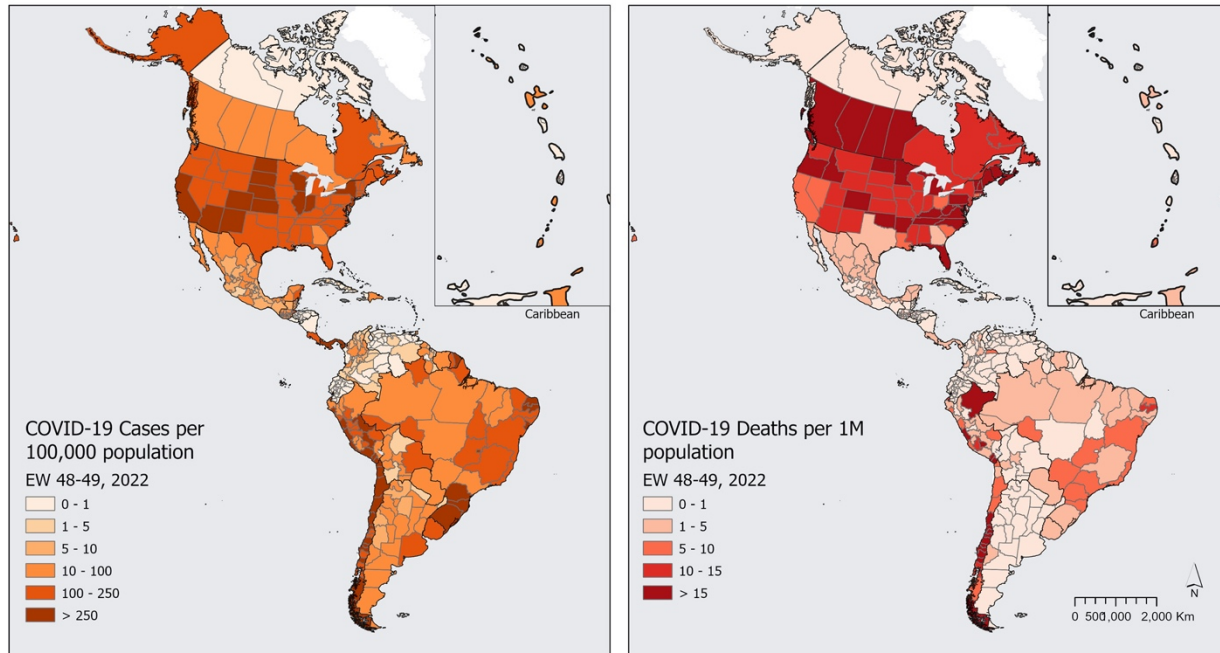 Caribbean
COVID-19 Cases per
100,000 population
EW 48-49, 2022
0 - 1
1 - 5
5 - 10
10 - 100
100 - 250
> 250
Caribbean
COVID-19 Deaths per 1M
population
EW 48-49, 2022
0 - 1
1 - 5
5 - 10
10 - 15
> 15
N
0 500 1,000 2,000 Km